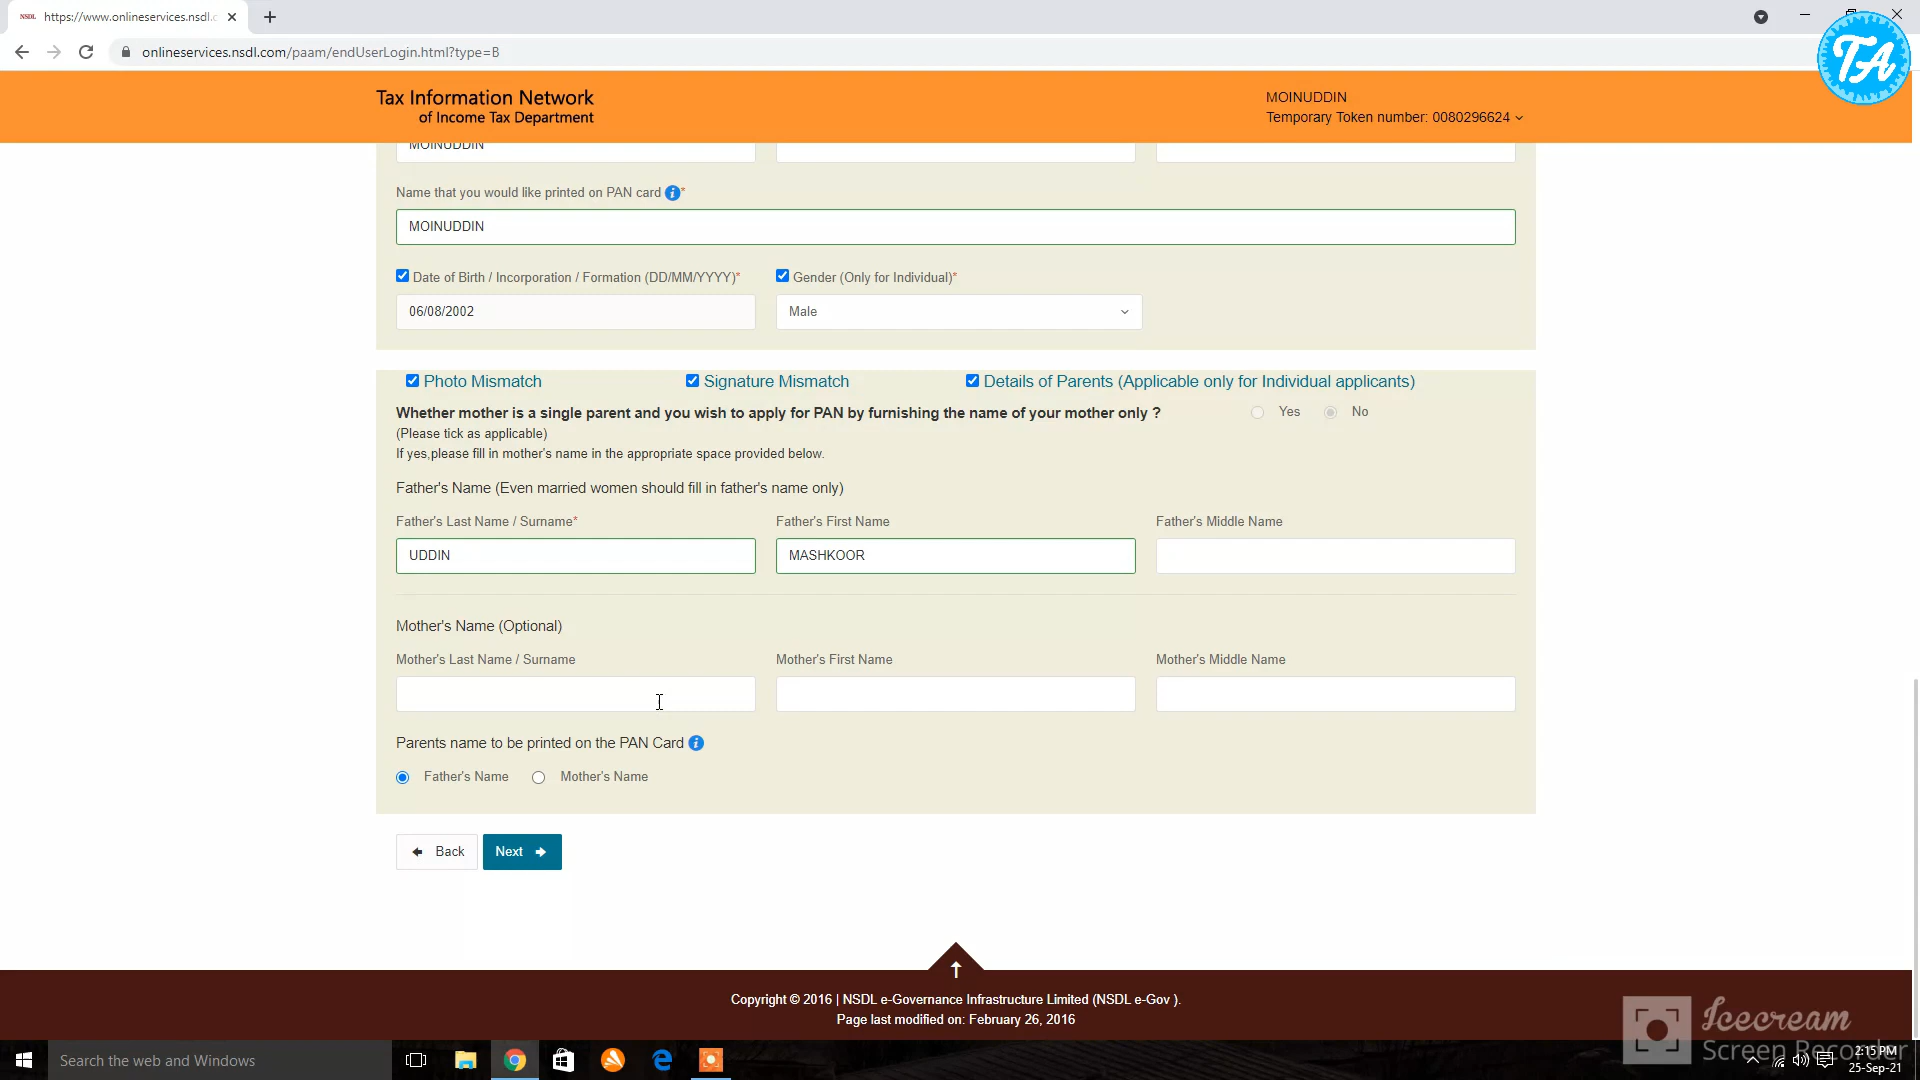 NSDL https://www.onlineservices.nsdl.c
onlineservices.nsdl.com/paam/endUserLogin.html?type=B
TA
Tax Information Network
of Income Tax Department
MOINUDDIN
Temporary Token number: 0080296624
MOINUDDIN
Name that you would like printed on PAN card i*
MOINUDDIN
Date of Birth / Incorporation / Formation (DD/MM/YYYY)* Gender (Only for Individual)*
06/08/2002 Male
Photo Mismatch Signature Mismatch Details of Parents (Applicable only for Individual applicants)
Whether mother is a single parent and you wish to apply for PAN by furnishing the name of your mother only ? Yes No
(Please tick as applicable)
If yes,please fill in mother's name in the appropriate space provided below.
Father's Name (Even married women should fill in father's name only)
Father's Last Name / Surname* Father's First Name Father's Middle Name
UDDIN MASHKOOR
Mother's Name (Optional)
Mother's Last Name / Surname Mother's First Name Mother's Middle Name
Parents name to be printed on the PAN Card i
Father's Name Mother's Name
Back Next
Copyright © 2016 | NSDL e-Governance Infrastructure Limited (NSDL e-Gov ).
Page last modified on: February 26, 2016
Icecream
Screen Recorder
Search the web and Windows
2:15 PM
25-Sep-21